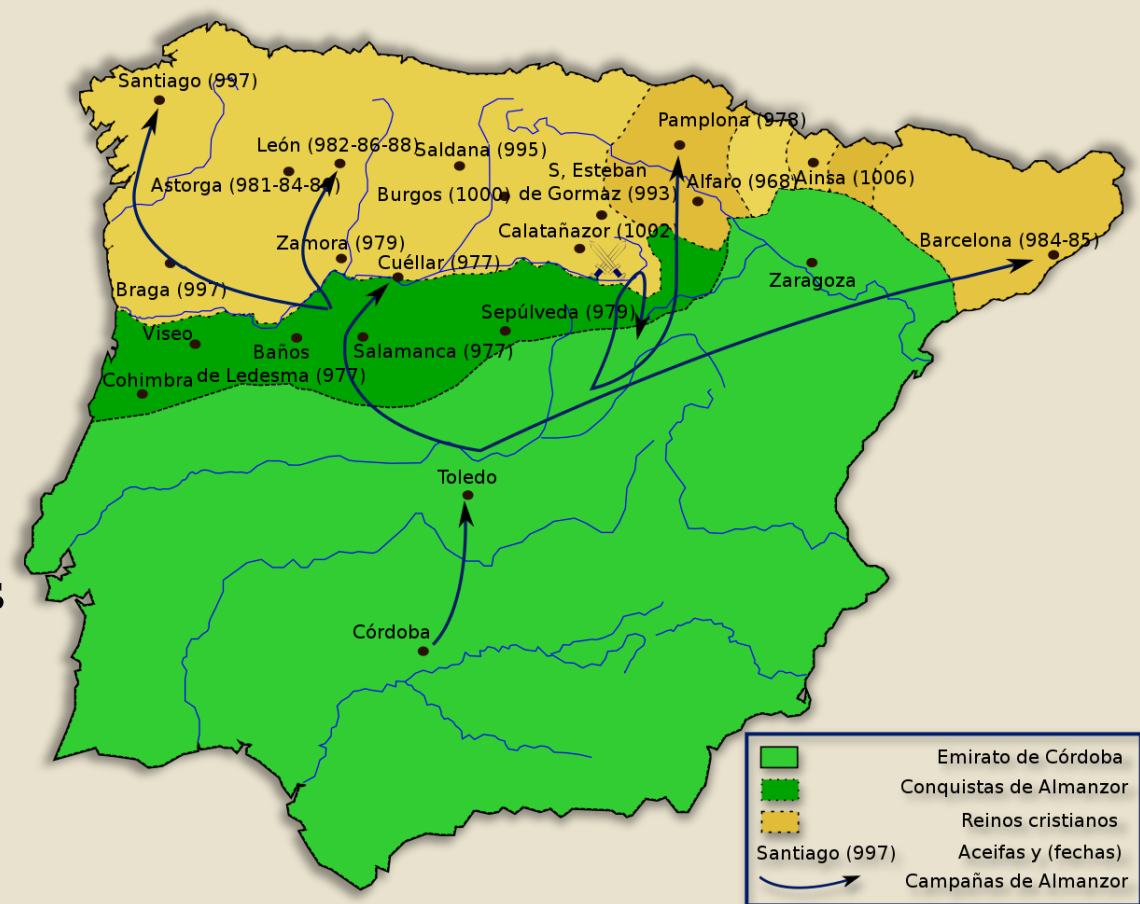 Santiago (997)
Pamplona (978)
León (982-86-88)
Saldana (995)
S, Esteban
de Gormaz (993)
Astorga (981-84-8
Burgos (1000)
Alfaro (968)
Ainsa (1006)
Calatañazor (1002
Zamora (979)
Barcelona (984-85)
Cuéllar (977)
Zaragoza
Braga (997)
Sepúlveda (979)
Viseo
Baños
de Ledesma (977)
Salamanca (977)
Cohimbra
Toledo
s
Córdoba
Emirato de Córdoba
Conquistas de Almanzor
Reinos cristianos
Santiago (997) Aceifas y (fechas)
Campañas de Almanzor